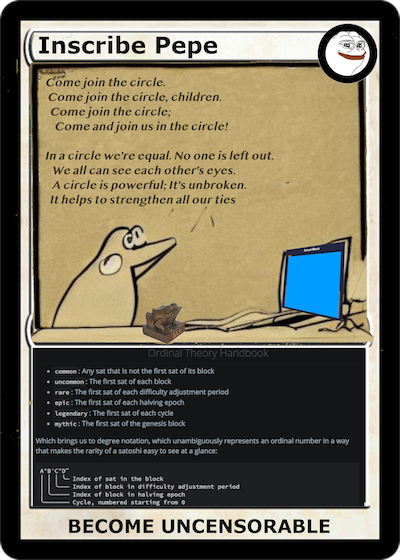 Inscribe Pepe
Come join the circle.
Come join the circle, children.
Come join the circle;
Come and join us in the circle!
In a circle we're equal. No one is left out.
We all can see each other's eyes.
A circle is powerful; It's unbroken.
It helps to strengthen all our ties
Ordinal Theory Handbook
• common: Any sat that is not the first sat of its block
• uncommon: The first sat of each block
• rare: The first sat of each difficulty adjustment period
• epic: The first sat of each halving epoch
• legendary: The first sat of each cycle
• mythic: The first sat of the genesis block
Which brings us to degree notation, which unambiguously represents an ordinal number in a way
that makes the rarity of a satoshi easy to see at a glance:
A°B′C″D‴
Index of sat in the block
Index of block in difficulty adjustment period
Index of block in halving epoch
Cycle, numbered starting from 0
BECOME UNCENSORABLE